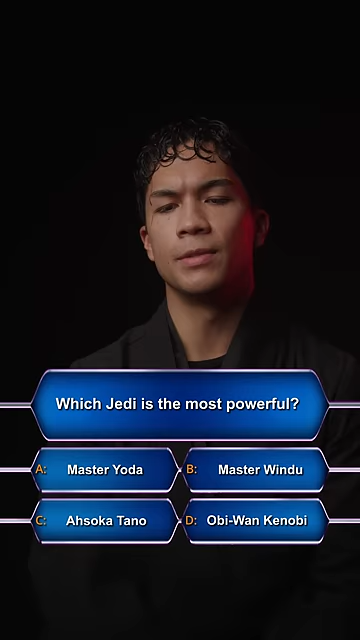 Which Jedi is the most powerful?
A: Master Yoda
B: Master Windu
C: Ahsoka Tano
D: Obi-Wan Kenobi